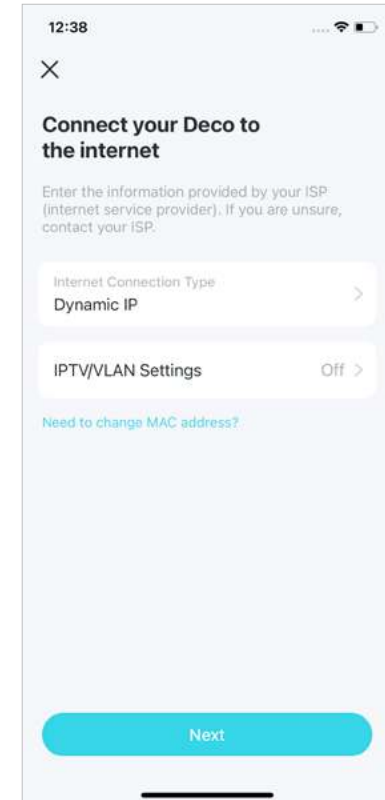 12:38
Connect your Deco to
the internet
Enter the information provided by your ISP
(internet service provider). If you are unsure,
contact your ISP.
Internet Connection Type
Dynamic IP
IPTV/VLAN Settings Off
Need to change MAC address?
Next